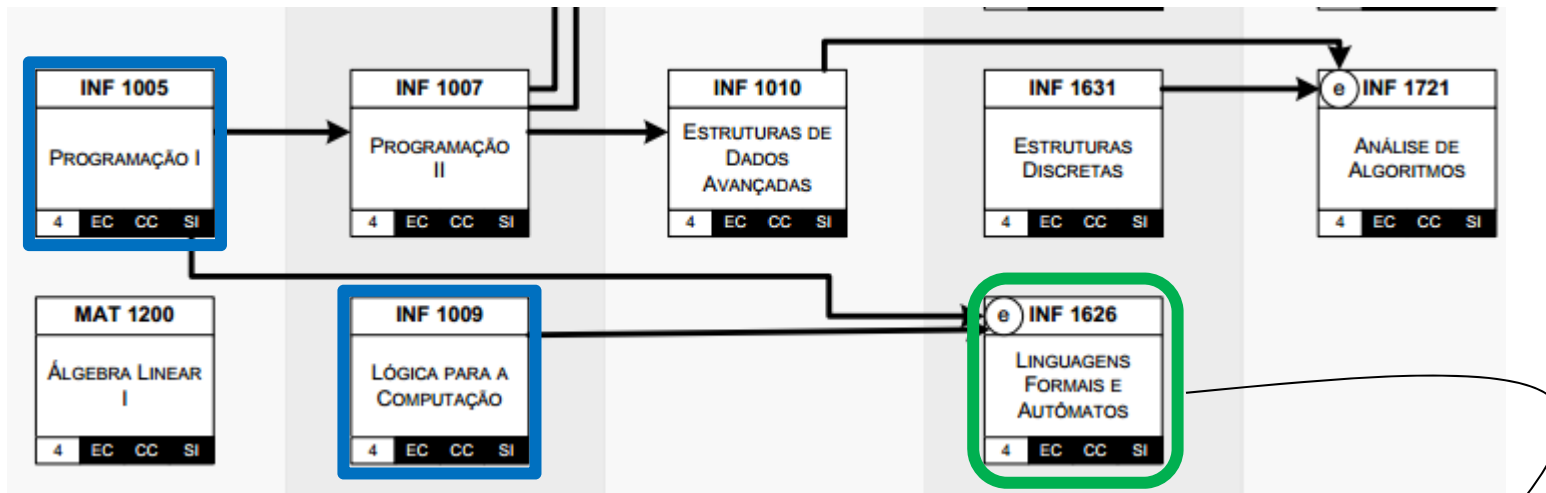 INF 1005
PROGRAMAÇÃO I
4 EC CC SI
INF 1007
PROGRAMAÇÃO
II
4 EC CC SI
INF 1010
ESTRUTURAS DE
DADOS
AVANÇADAS
4 EC CC SI
INF 1631
ESTRUTURAS
DISCRETAS
4 EC CC SI
e INF 1721
ANÁLISE DE
ALGORITMOS
4 EC CC SI
MAT 1200
ÁLGEBRA LINEAR
I
4 EC CC SI
INF 1009
LÓGICA PARA A
COMPUTAÇÃO
4 EC CC SI
e INF 1626
LINGUAGENS
FORMAIS E
AUTÔMATOS
4 EC CC SI